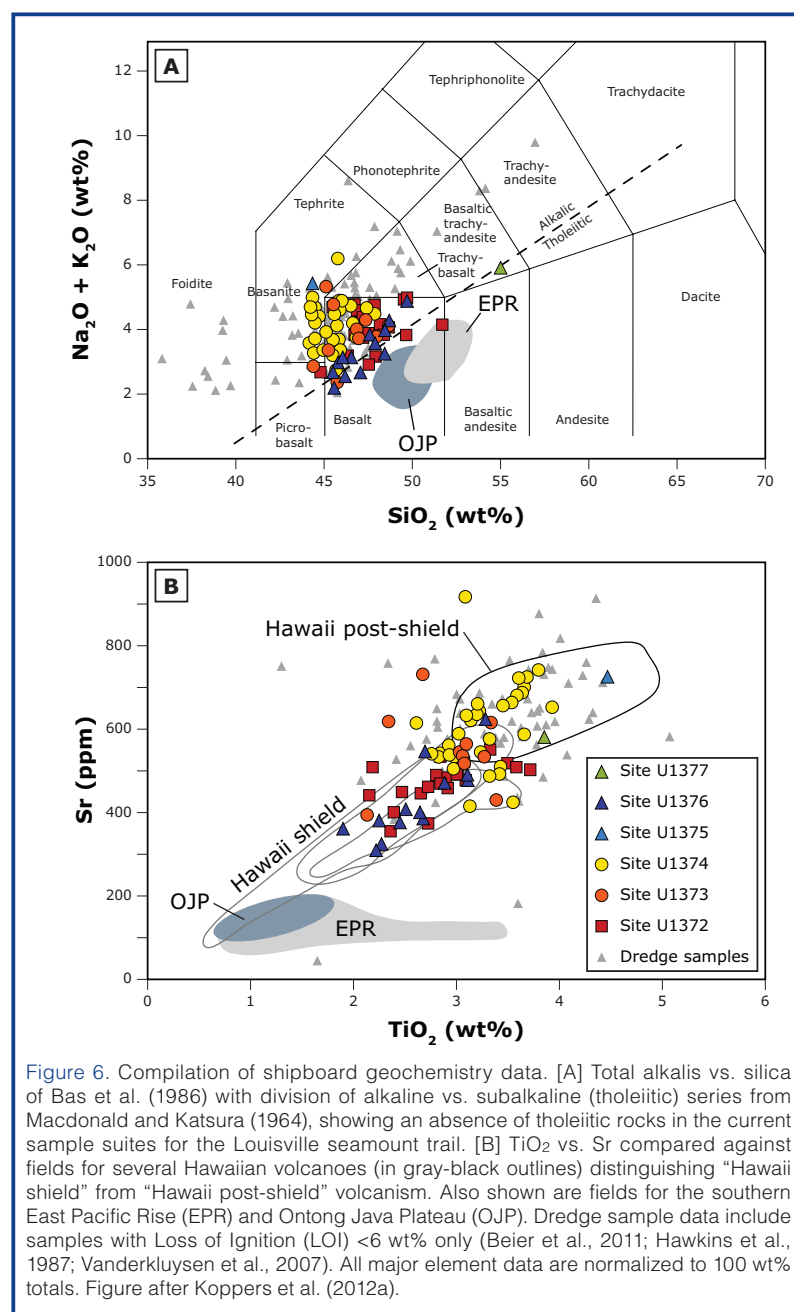 A
12
10
8
6
4
2
0
Na2O + K2O (wt%)
Tephriphonolite
Trachydacite
Phonotephrite
Trachy-
andesite
Tephrite
Basaltic
trachy-
andesite
Alkalic
Tholeiitic
Trachy-
basalt
Foidite
Basanite
EPR
Dacite
Picro-
basalt
Basalt
OJP
Basaltic
andesite
Andesite
35 40 45 50 55 60 65 70
SiO2 (wt%)
B
1000
800
600
400
200
0
Sr (ppm)
Hawaii post-shield
Hawaii shield
OJP
EPR
Site U1377
Site U1376
Site U1375
Site U1374
Site U1373
Site U1372
Dredge samples
0 1 2 3 4 5 6
TiO2 (wt%)
Figure 6. Compilation of shipboard geochemistry data. [A] Total alkalis vs. silica
of Bas et al. (1986) with division of alkaline vs. subalkaline (tholeiitic) series from
Macdonald and Katsura (1964), showing an absence of tholeiitic rocks in the current
sample suites for the Louisville seamount trail. [B] TiO2 vs. Sr compared against
fields for several Hawaiian volcanoes (in gray-black outlines) distinguishing “Hawaii
shield” from “Hawaii post-shield” volcanism. Also shown are fields for the southern
East Pacific Rise (EPR) and Ontong Java Plateau (OJP). Dredge sample data include
samples with Loss of Ignition (LOI) <6 wt% only (Beier et al., 2011; Hawkins et al.,
1987; Vanderkluysen et al., 2007). All major element data are normalized to 100 wt%
totals. Figure after Koppers et al. (2012a).